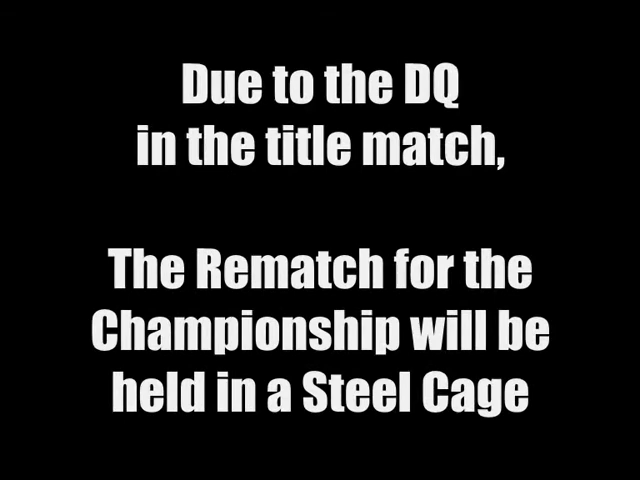 Due to the DQ
in the title match,
The Rematch for the
Championship will be
held in a Steel Cage